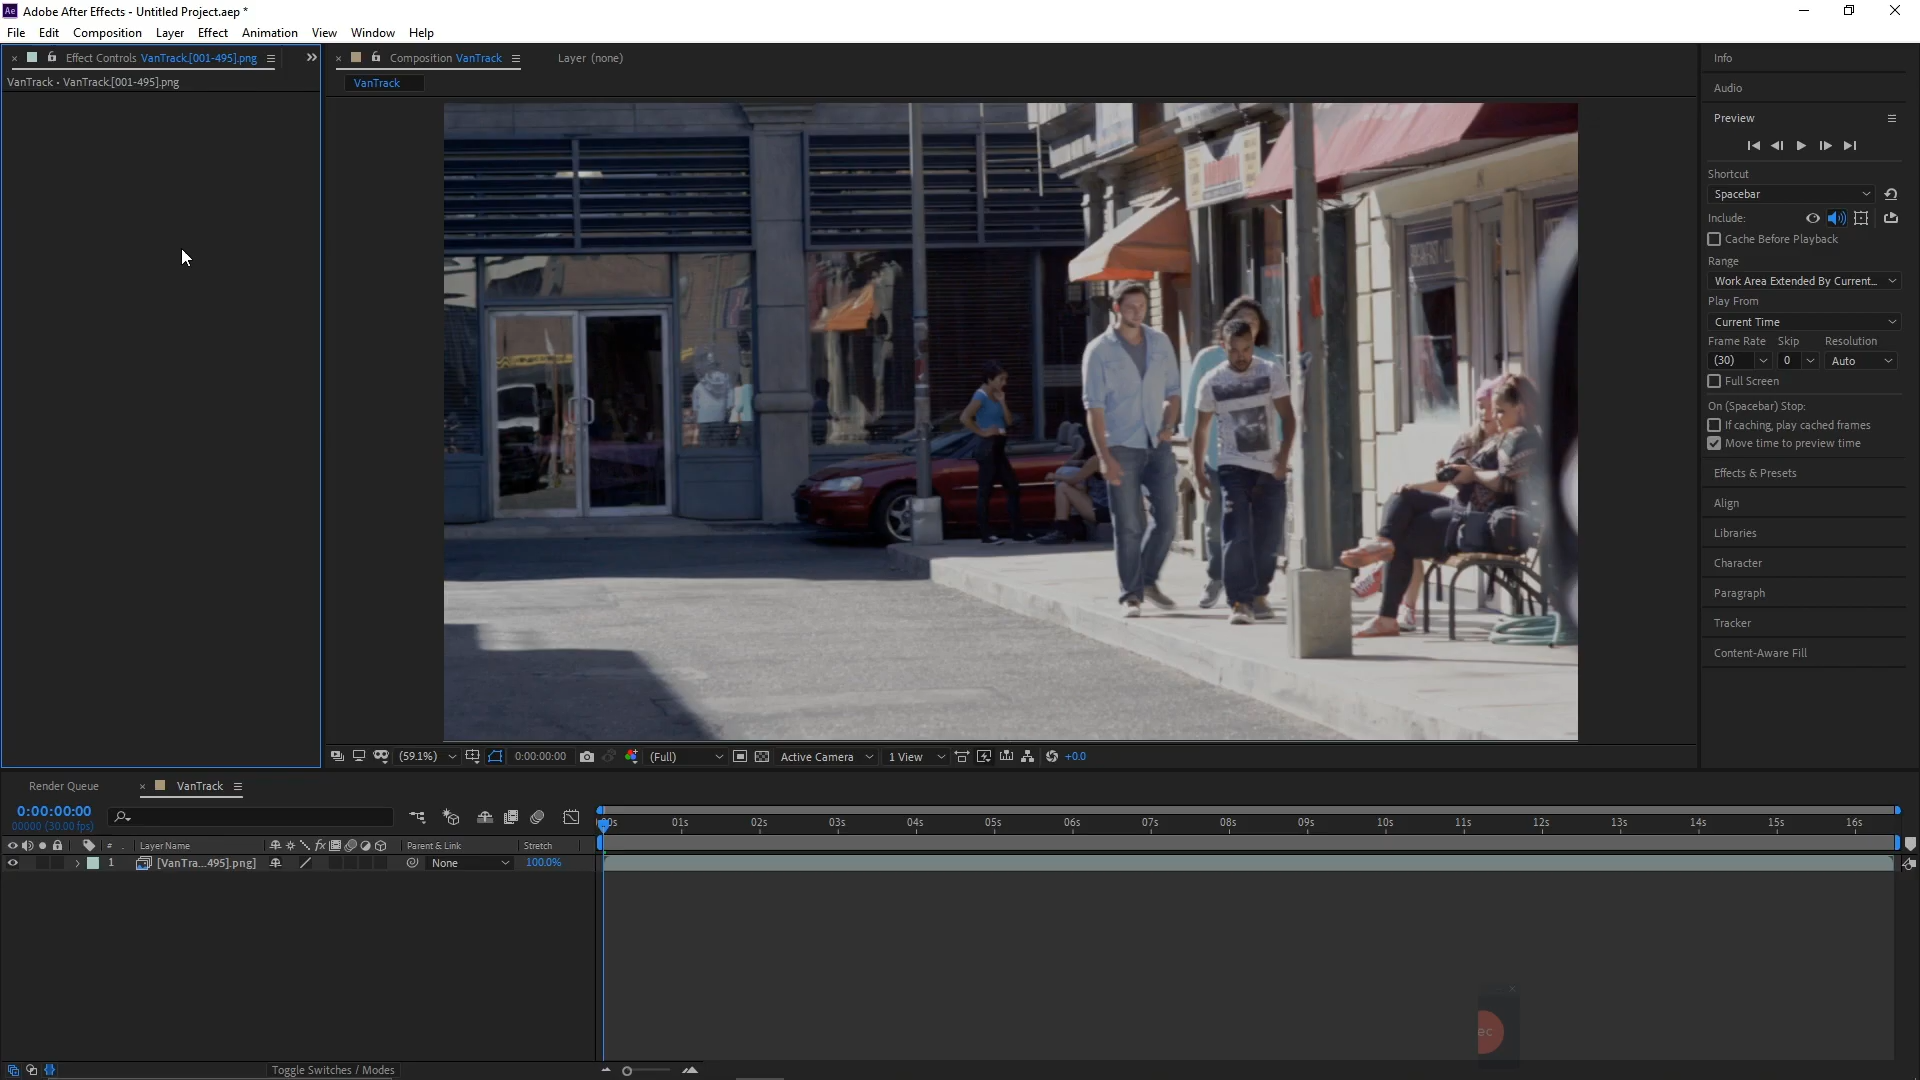 Adobe After Effects - Untitled Project.aep *
File Edit Composition Layer Effect Animation View Window Help
Effect Controls VanTrack.[001-495].png
VanTrack • VanTrack.[001-495].png
Composition VanTrack
Layer (none)
VanTrack
Info
Audio
Preview
Shortcut
Spacebar
Include:
Cache Before Playback
Range
Work Area Extended By Current...
Play From
Current Time
Frame Rate Skip Resolution
(30) 0 Auto
Full Screen
On (Spacebar) Stop:
If caching, play cached frames
Move time to preview time
Effects & Presets
Align
Libraries
Character
Paragraph
Tracker
Content-Aware Fill
(59.1%) 0:00:00:00 (Full) Active Camera 1 View +0.0
Render Queue VanTrack
0:00:00:00
00000 (30.00 fps)
01s 02s 03s 04s 05s 06s 07s 08s 09s 10s 11s 12s 13s 14s 15s 16s
# Layer Name fx Parent & Link Stretch
1 [VanTra...495].png] None 100.0%
Toggle Switches / Modes